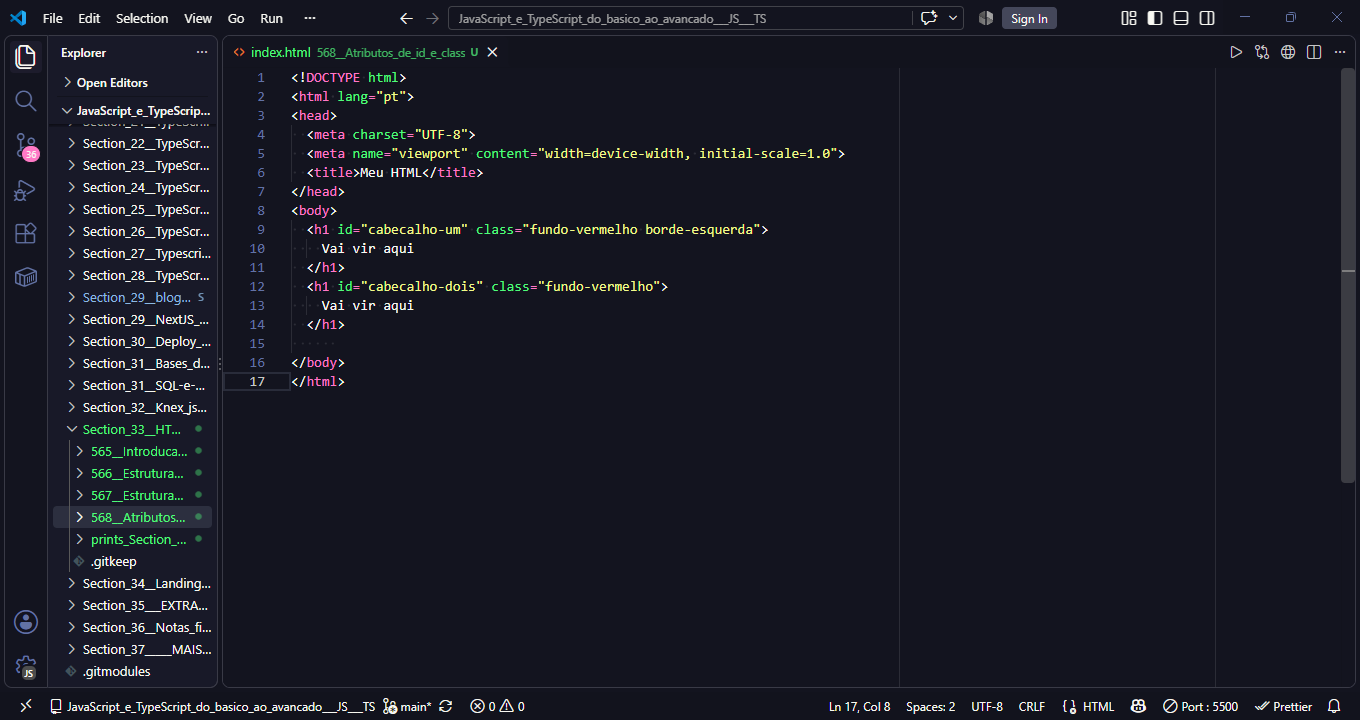 File Edit Selection View Go Run ··· JavaScript_e_TypeScript_do_basico_ao_avancado___JS___TS Sign In
Explorer ···
Open Editors
JavaScript_e_TypeScrip...
Section_22__TypeScr...
Section_23__TypeScr...
Section_24__TypeScr...
Section_25__TypeScr...
Section_26__TypeScr...
Section_27__Typescri...
Section_28__TypeScr...
Section_29__blog... S
Section_29__NextJS_...
Section_30__Deploy_...
Section_31__Bases_d...
Section_31__SQL-e-...
Section_32__Knex_js...
Section_33__HT...
565__Introduca...
566__Estrutura...
567__Estrutura...
568__Atributos...
prints_Section_...
.gitkeep
Section_34__Landing...
Section_35___EXTRA...
Section_36__Notas_fi...
Section_37_____MAIS...
.gitmodules
36
JS
index.html 568__Atributos_de_id_e_class U
1 <!DOCTYPE html>
2 <html lang="pt">
3 <head>
4 <meta charset="UTF-8">
5 <meta name="viewport" content="width=device-width, initial-scale=1.0">
6 <title>Meu HTML</title>
7 </head>
8 <body>
9 <h1 id="cabecalho-um" class="fundo-vermelho borde-esquerda">
10 Vai vir aqui
11 </h1>
12 <h1 id="cabecalho-dois" class="fundo-vermelho">
13 Vai vir aqui
14 </h1>
15
16 </body>
17 </html>
JavaScript_e_TypeScript_do_basico_ao_avancado___JS___TS main* 0 0 Ln 17, Col 8 Spaces: 2 UTF-8 CRLF HTML Port : 5500 Prettier